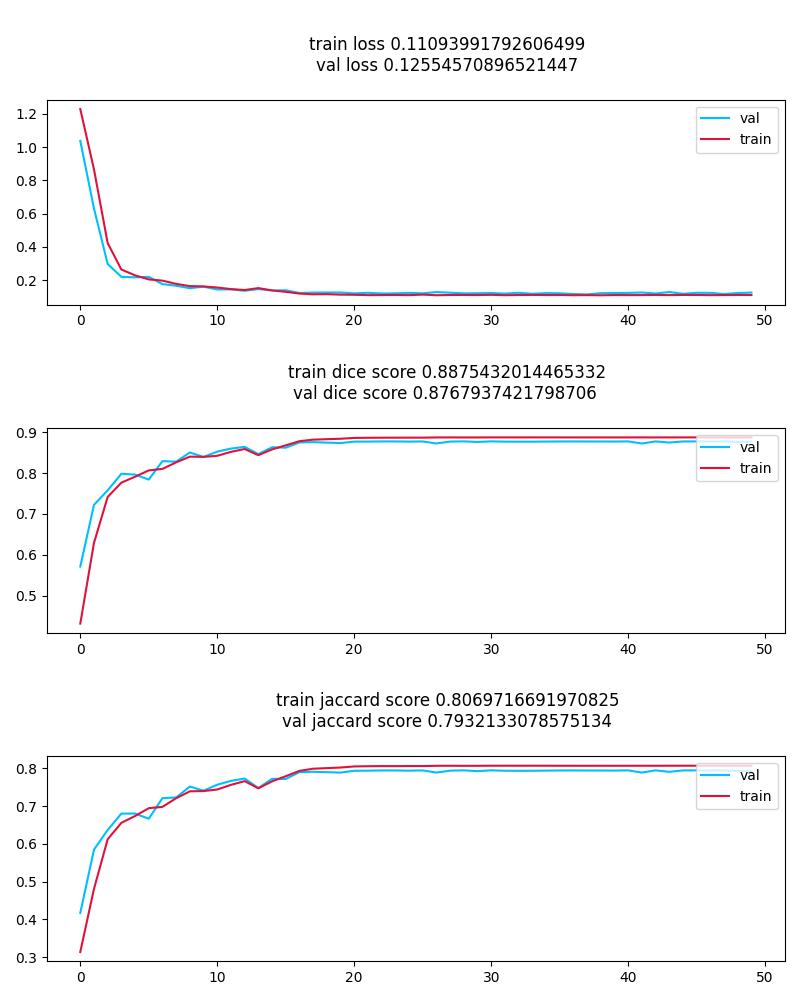 train loss 0.11093991792606499
val loss 0.12554570896521447
1.2
1.0
0.8
0.6
0.4
0.2
val
train
0 10 20 30 40 50
train dice score 0.8875432014465332
val dice score 0.8767937421798706
0.9
0.8
0.7
0.6
0.5
val
train
0 10 20 30 40 50
train jaccard score 0.8069716691970825
val jaccard score 0.7932133078575134
0.8
0.7
0.6
0.5
0.4
0.3
val
train
0 10 20 30 40 50